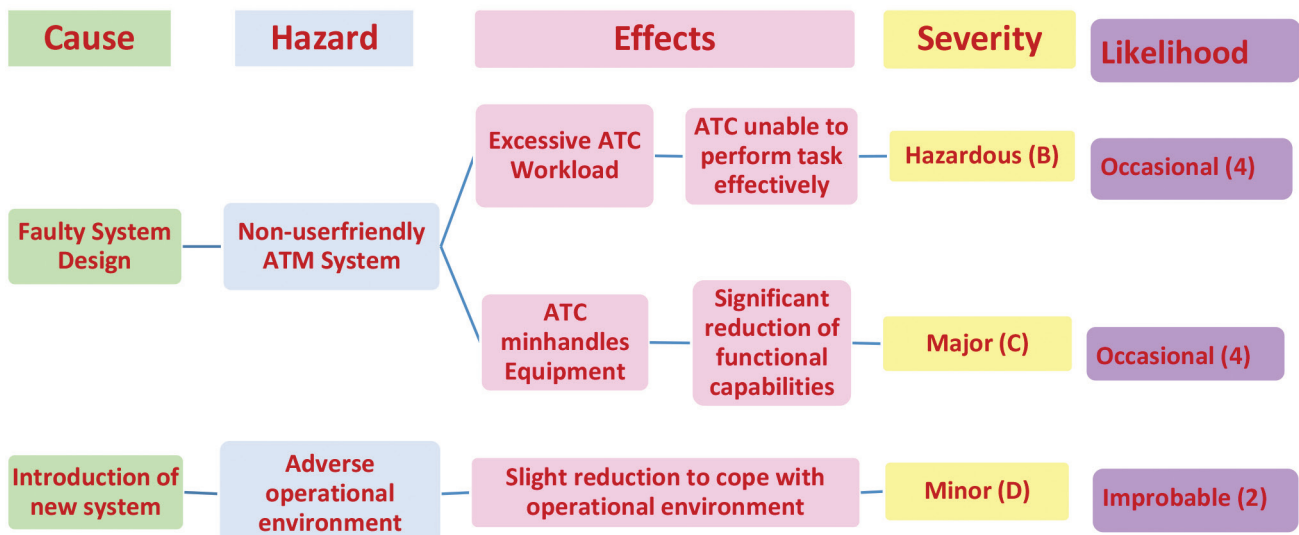 Cause
Hazard
Effects
Severity
Likelihood
Excessive ATC
Workload
ATC unable to
perform task
effectively
Hazardous (B)
Occasional (4)
Faulty System
Design
Non-userfriendly
ATM System
ATC
minhandles
Equipment
Significant
reduction of
functional
capabilities
Major (C)
Occasional (4)
Introduction of
new system
Adverse
operational
environment
Slight reduction to cope with
operational environment
Minor (D)
Improbable (2)